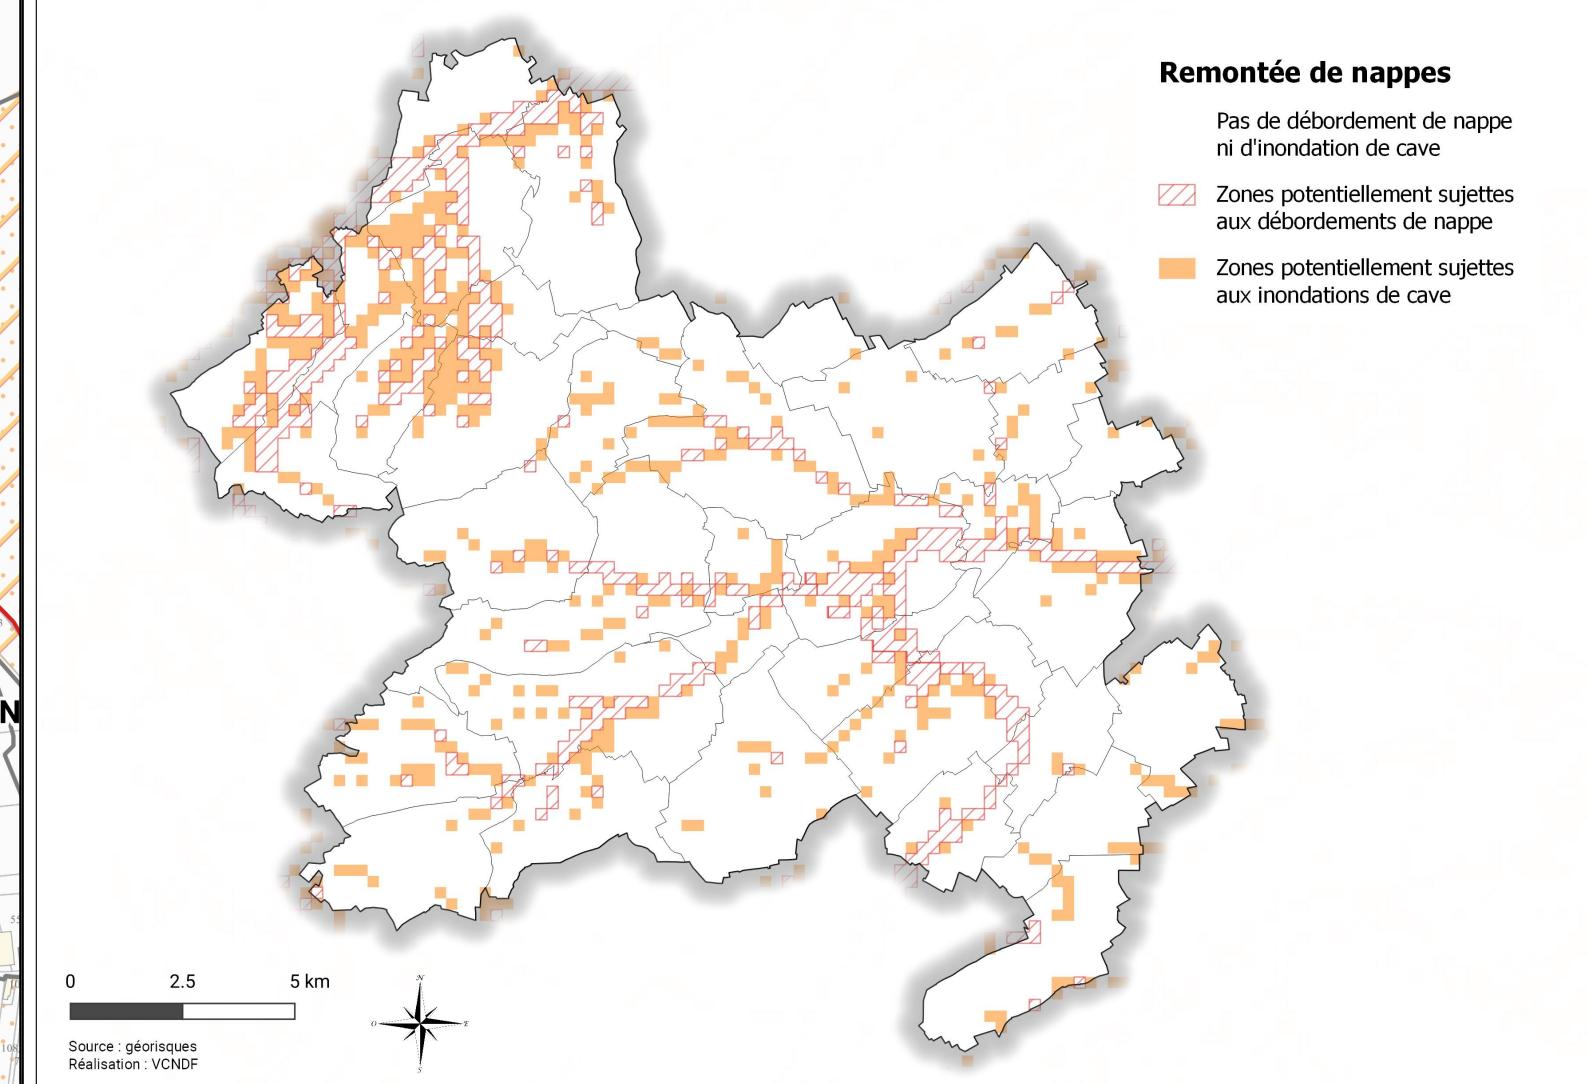 Remontée de nappes
Pas de débordement de nappe
ni d'inondation de cave
Zones potentiellement sujettes
aux débordements de nappe
Zones potentiellement sujettes
aux inondations de cave
N
0 2.5 5 km
N
O E
S
Source : géorisques
Réalisation : VCNDF